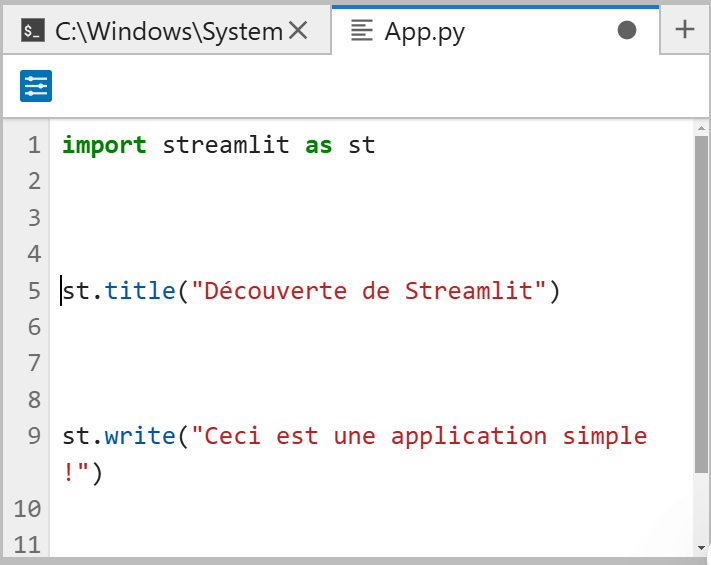 $_ C:\Windows\System App.py
1 import streamlit as st
2
3
4
5 st.title("Découverte de Streamlit")
6
7
8
9 st.write("Ceci est une application simple
!")
10
11